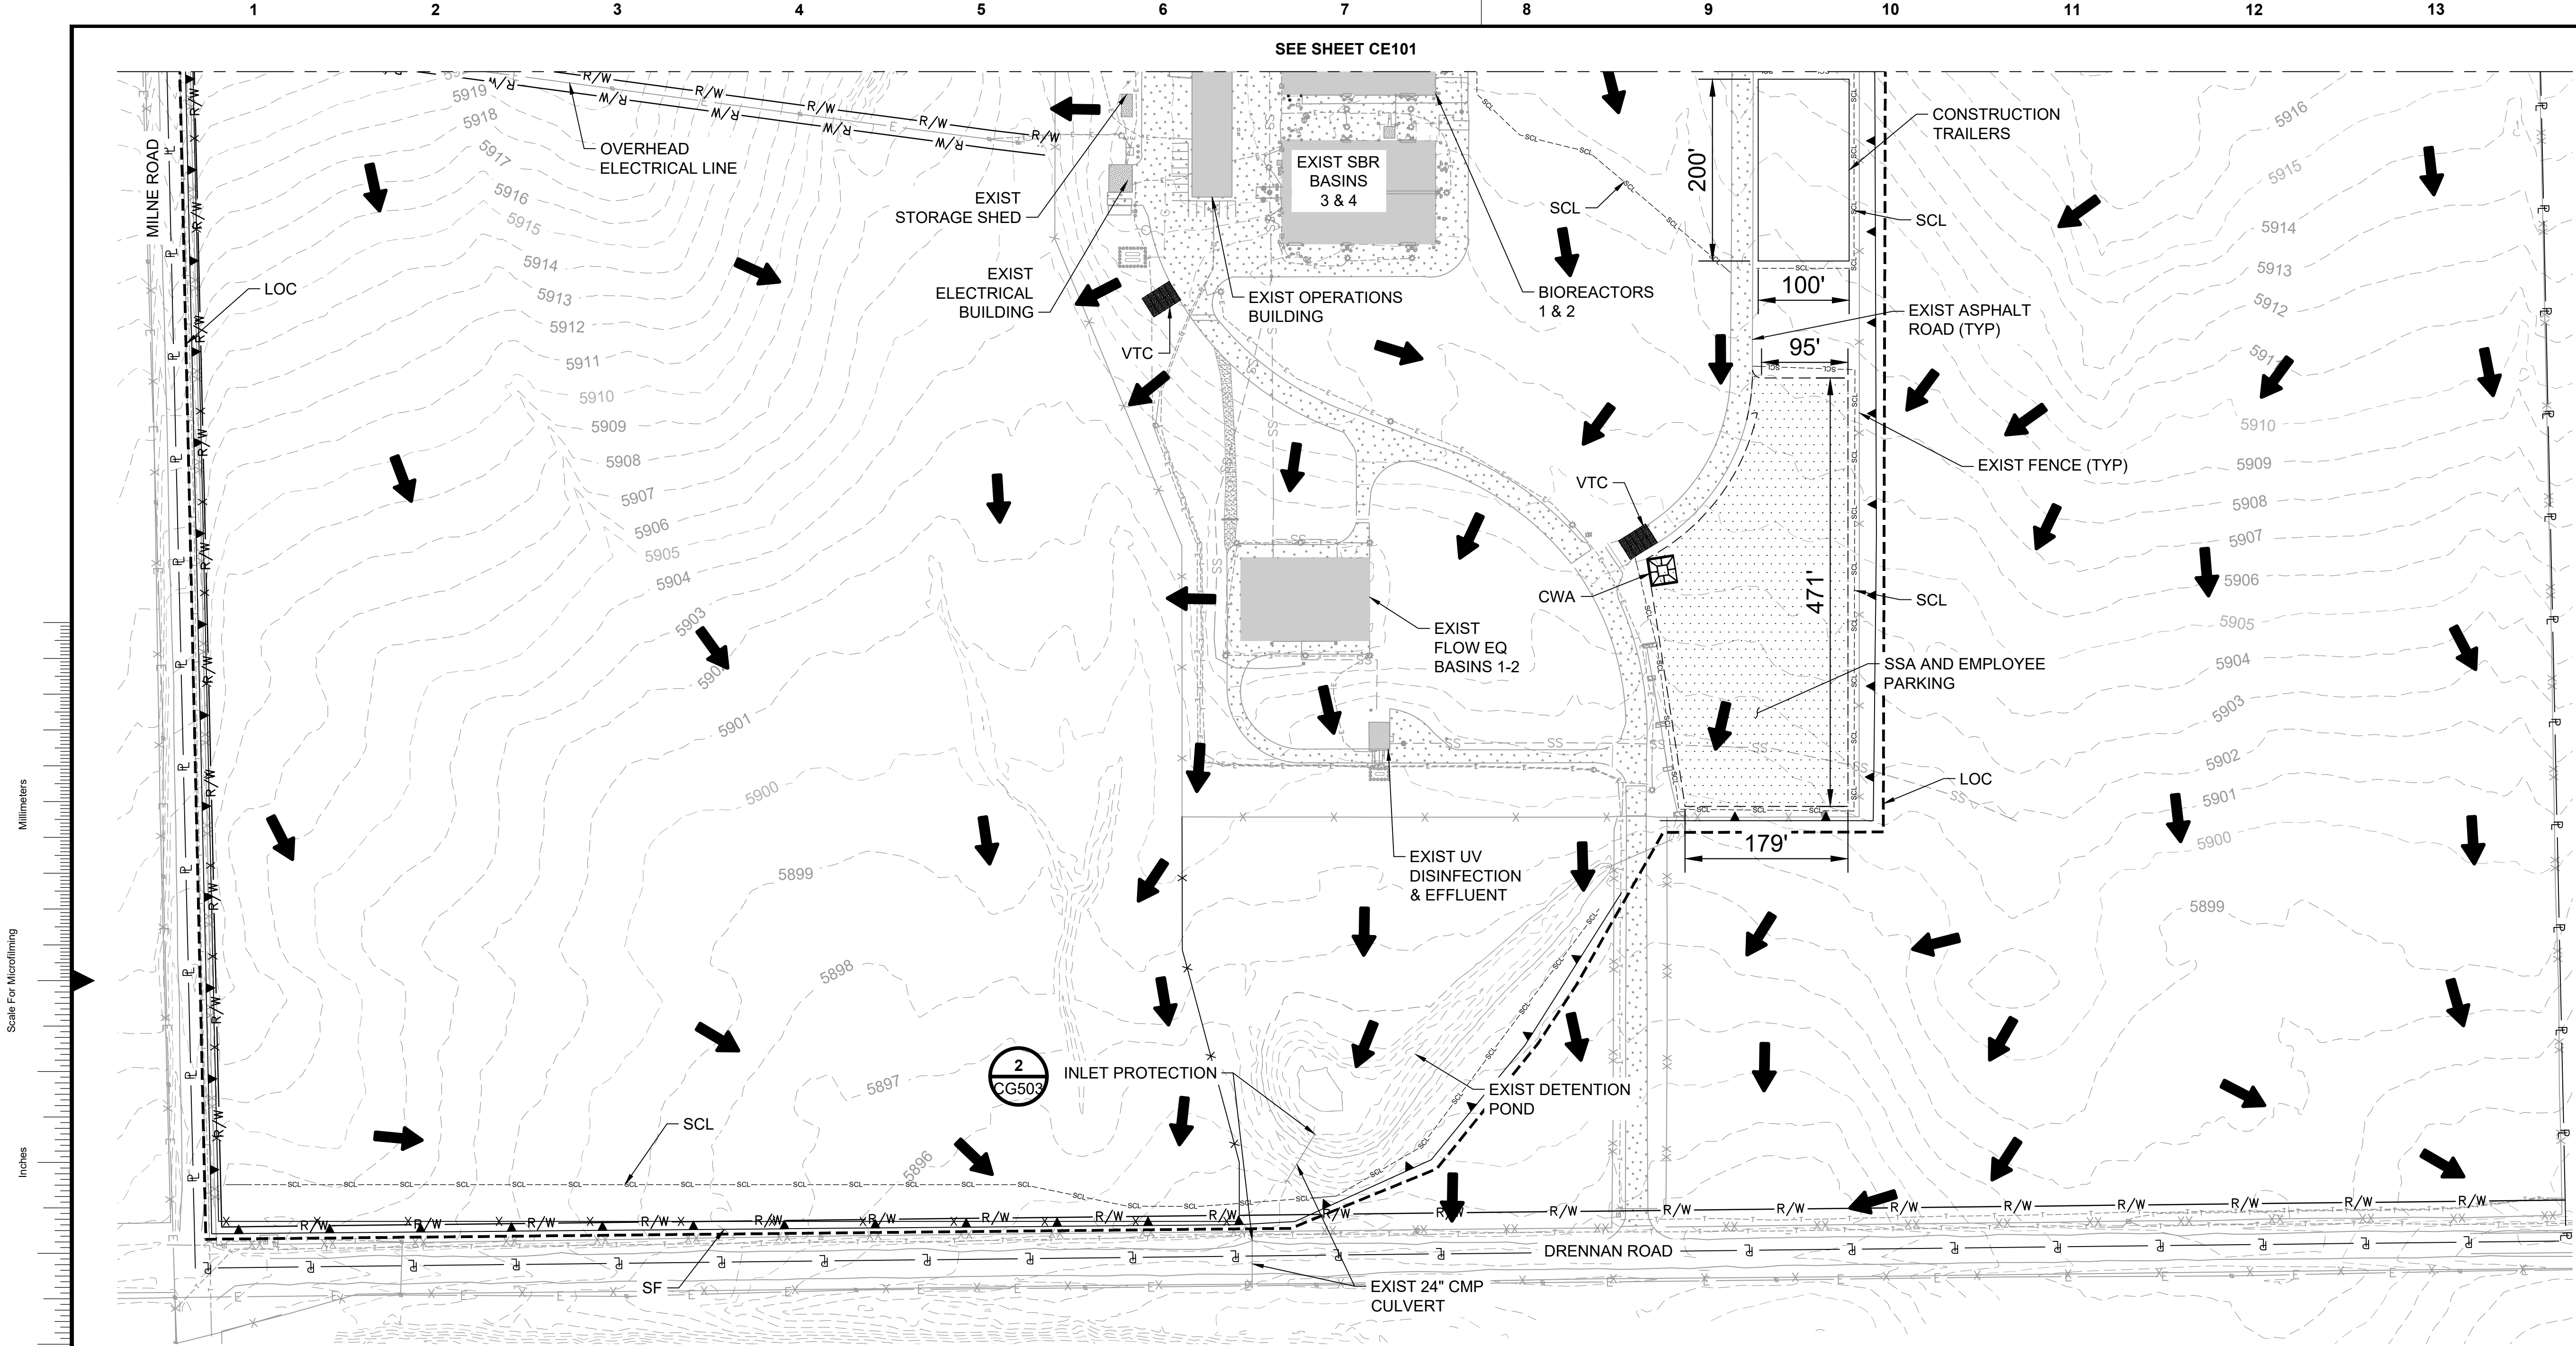 1 2 3 4 5 6 7 8 9 10 11 12 13
SEE SHEET CE101
MILNE ROAD
OVERHEAD
ELECTRICAL LINE
EXIST
STORAGE SHED
EXIST
ELECTRICAL
BUILDING
VTC
EXIST OPERATIONS
BUILDING
EXIST SBR
BASINS
3 & 4
BIOREACTORS
1 & 2
SCL
200'
100'
CONSTRUCTION
TRAILERS
SCL
EXIST ASPHALT
ROAD (TYP)
95'
EXIST FENCE (TYP)
VTC
CWA
471'
SCL
SSA AND EMPLOYEE
PARKING
LOC
179'
LOC
EXIST
FLOW EQ
BASINS 1-2
EXIST UV
DISINFECTION
& EFFLUENT
2
CG503
INLET PROTECTION
EXIST DETENTION
POND
SCL
SF
DRENNAN ROAD
EXIST 24" CMP
CULVERT
5919
5918
5917
5916
5915
5914
5913
5912
5911
5910
5909
5908
5907
5906
5905
5904
5903
5901
5900
5899
5898
5897
5896
5916
5915
5914
5913
5912
5910
5909
5908
5907
5906
5905
5904
5903
5902
5901
5900
5899
R/W
SCL
SS
Millimeters
Scale For Microfilming
Inches